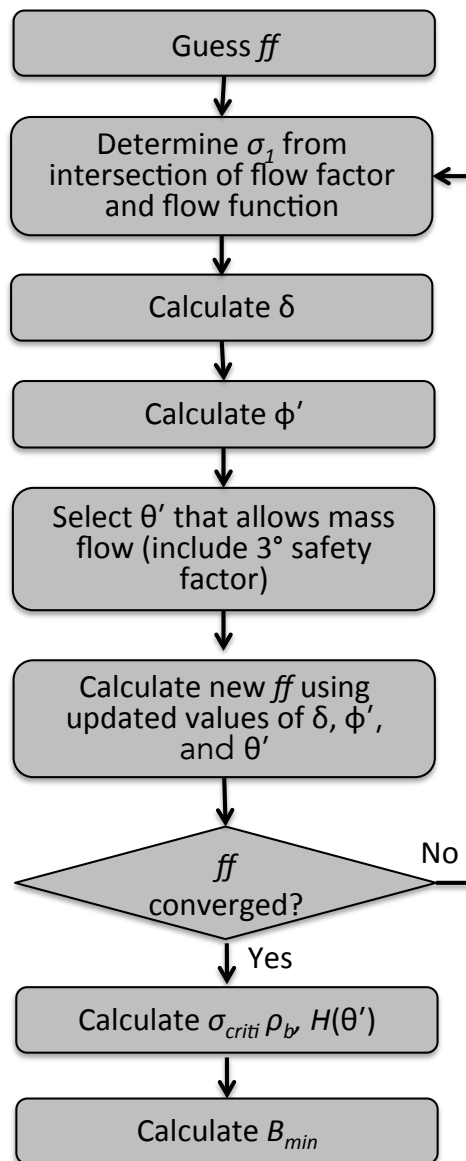 Guess ff
Determine σ₁ from
intersection of flow factor
and flow function
Calculate δ
Calculate ϕ′
Select θ′ that allows mass
flow (include 3° safety
factor)
Calculate new ff using
updated values of δ, ϕ′,
and θ′
ff
converged?
No
Yes
Calculate σcriti ρb, H(θ′)
Calculate Bmin